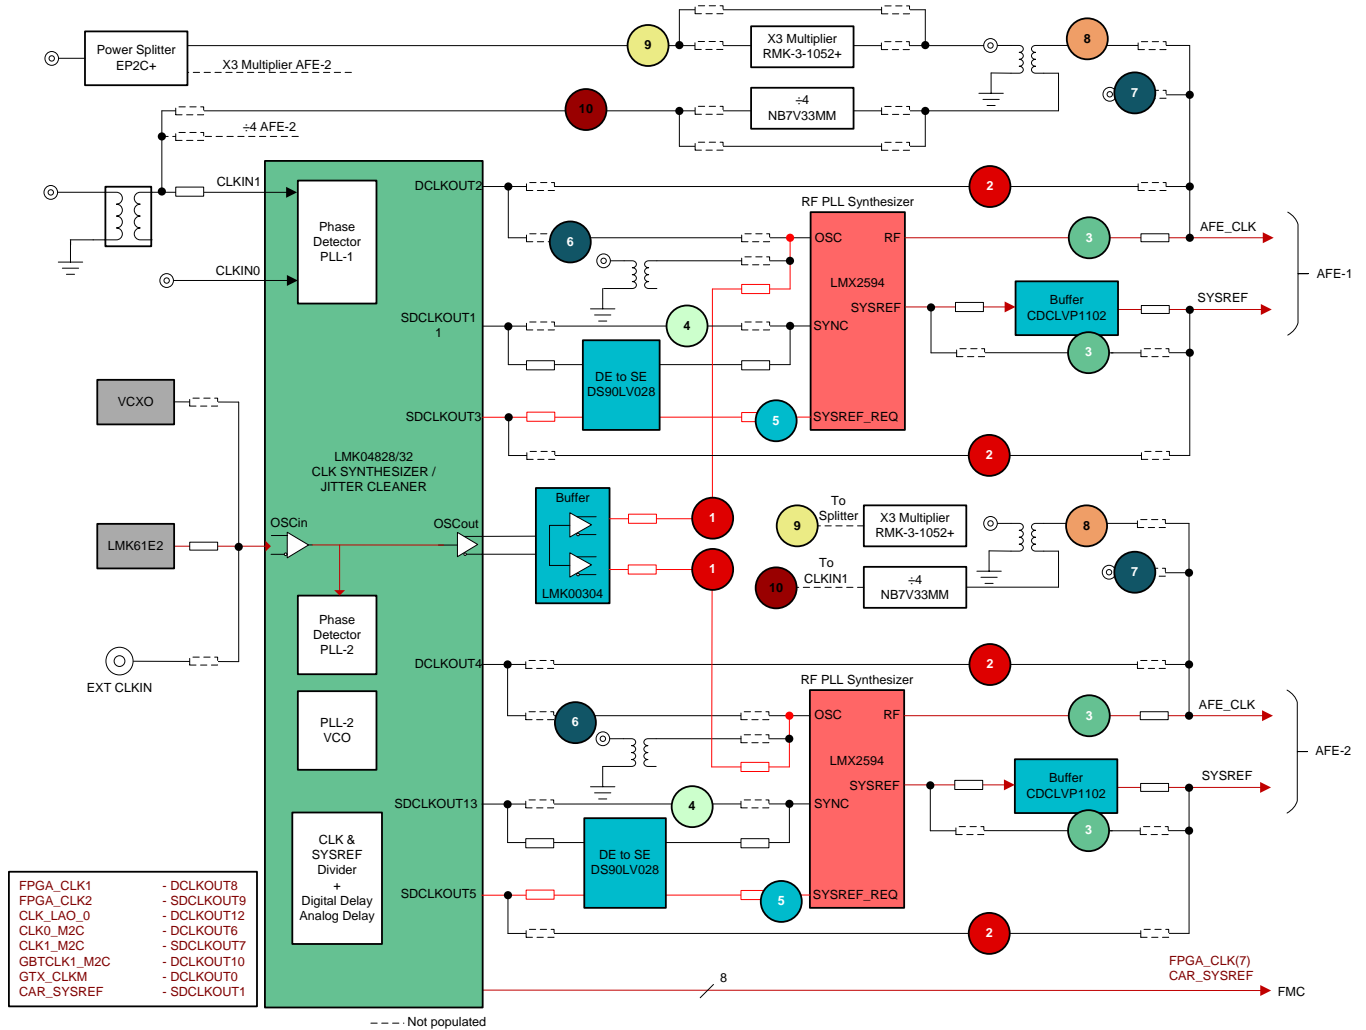 Power Splitter
EP2C+
X3 Multiplier AFE-2
9
X3 Multiplier
RMK-3-1052+
8
7
10
÷4
NB7V33MM
÷4 AFE-2
CLKIN1
CLKIN0
Phase
Detector
PLL-1
DCLKOUT2
2
RF PLL Synthesizer
6
OSC
RF
3
AFE_CLK
LMX2594
AFE-1
SYSREF
Buffer
CDCLVP1102
SYSREF
SDCLKOUT1
1
4
SYNC
3
DE to SE
DS90LV028
VCXO
SDCLKOUT3
5
SYSREF_REQ
2
LMK04828/32
CLK SYNTHESIZER /
JITTER CLEANER
Buffer
LMK00304
1
1
To
Splitter
9
X3 Multiplier
RMK-3-1052+
8
LMK61E2
OSCin
OSCout
To
CLKIN1
10
÷4
NB7V33MM
7
Phase
Detector
PLL-2
EXT CLKIN
DCLKOUT4
2
RF PLL Synthesizer
PLL-2
VCO
6
OSC
RF
3
AFE_CLK
LMX2594
AFE-2
SYSREF
Buffer
CDCLVP1102
SYSREF
SDCLKOUT13
4
SYNC
3
CLK &
SYSREF
Divider
+
Digital Delay
Analog Delay
DE to SE
DS90LV028
SDCLKOUT5
5
SYSREF_REQ
2
FPGA_CLK1 - DCLKOUT8
FPGA_CLK2 - SDCLKOUT9
CLK_LAO_0 - DCLKOUT12
CLK0_M2C - DCLKOUT6
CLK1_M2C - SDCLKOUT7
GBTCLK1_M2C - DCLKOUT10
GTX_CLKM - DCLKOUT0
CAR_SYSREF - SDCLKOUT1
8
FPGA_CLK(7)
CAR_SYSREF
FMC
Not populated